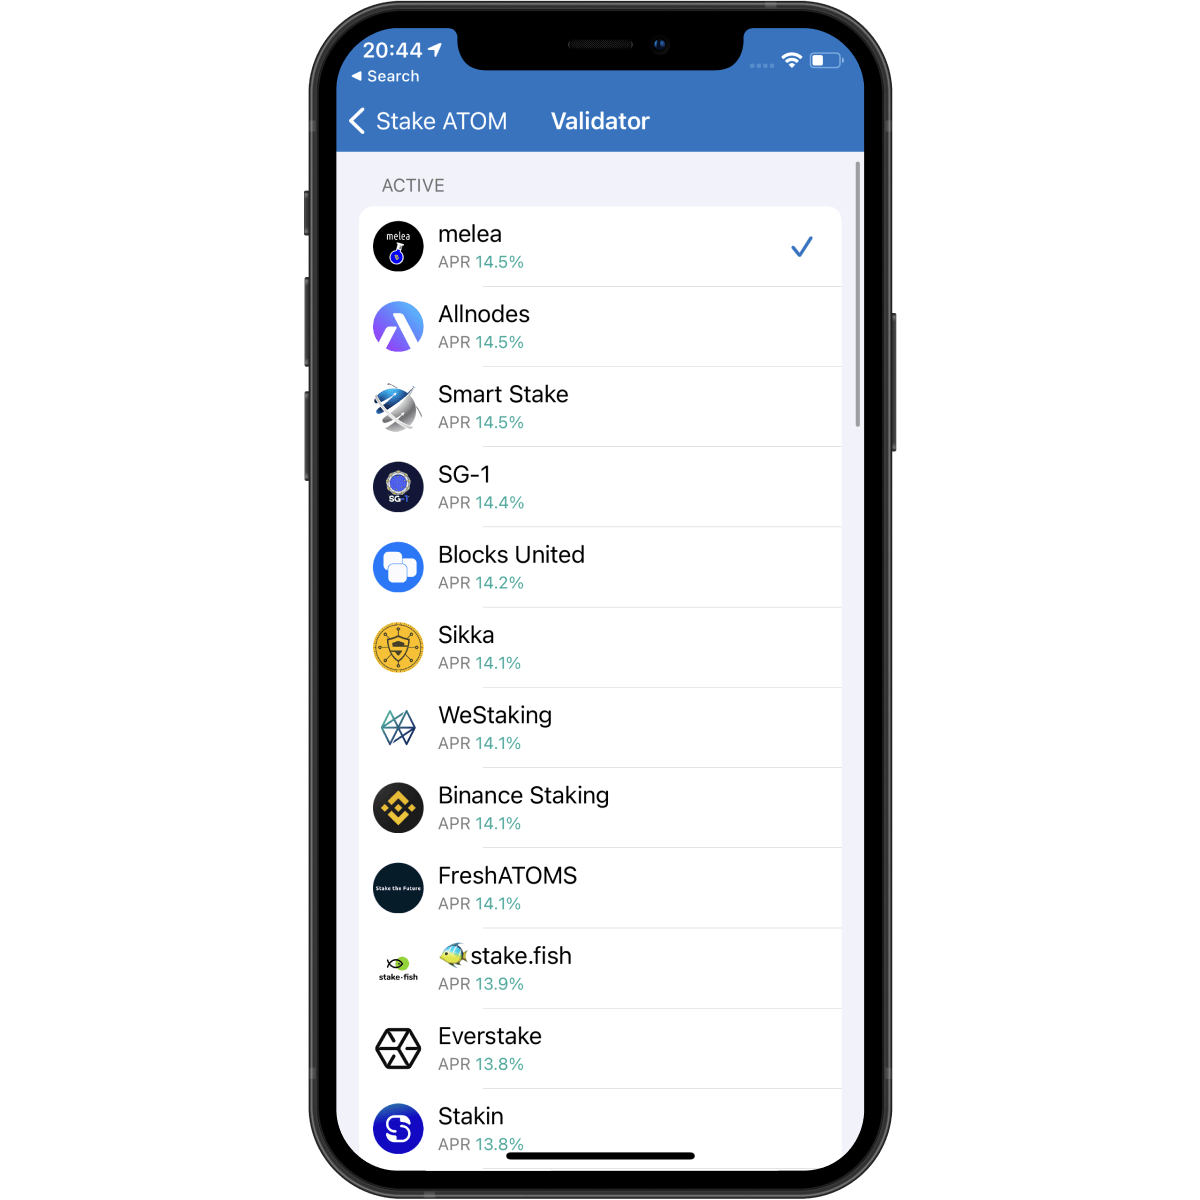 20:44
Search
Stake ATOM
Validator
ACTIVE
melea
melea
APR 14.5%
Allnodes
APR 14.5%
Smart Stake
APR 14.5%
SG-1
SG-1
APR 14.4%
Blocks United
APR 14.2%
Sikka
APR 14.1%
WeStaking
APR 14.1%
Binance Staking
APR 14.1%
Stake the Future
FreshATOMS
APR 14.1%
stake-fish
🐠stake.fish
APR 13.9%
Everstake
APR 13.8%
Stakin
APR 13.8%